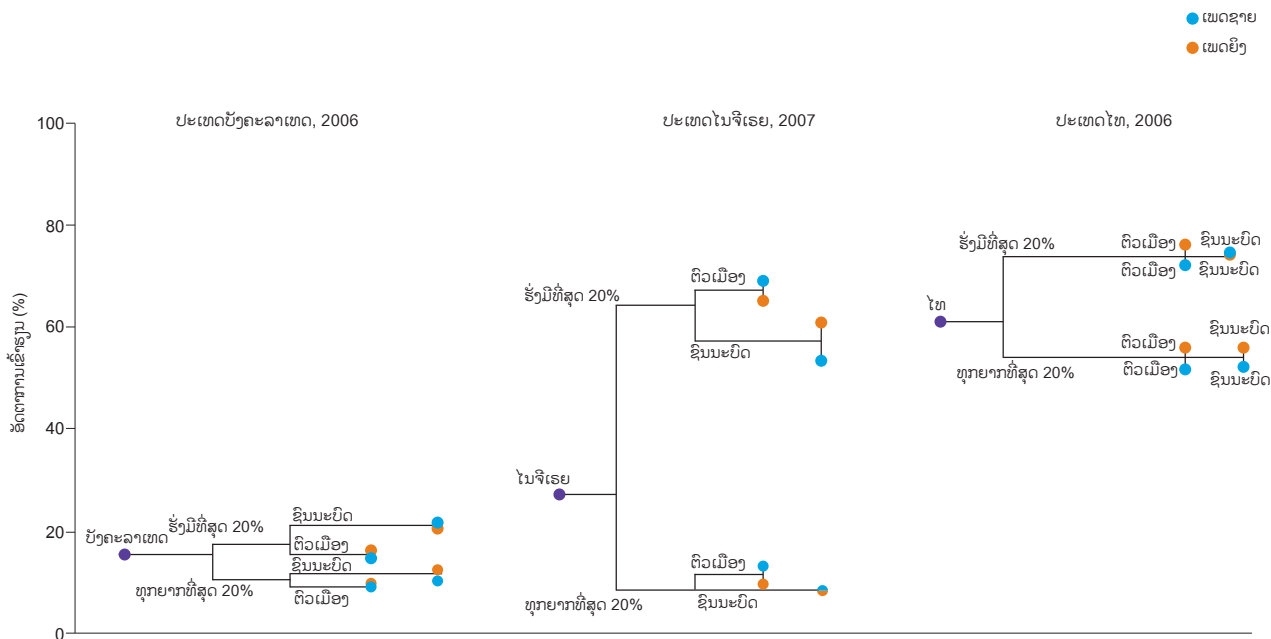 ເພດຊາຍ
ເພດຍິງ
ປະເທດບັງຄະລາເທດ, 2006
ປະເທດໄນຈີເຣຍ, 2007
ປະເທດໄທ, 2006
ອັດຕາການເຂົ້າຮຽນ (%)
100
80
60
40
20
0
ບັງຄະລາເທດ
ຮັ່ງມີທີ່ສຸດ 20%
ທຸກຍາກທີ່ສຸດ 20%
ຊົນນະບົດ
ຕົວເມືອງ
ຊົນນະບົດ
ຕົວເມືອງ
ໄນຈີເຣຍ
ຮັ່ງມີທີ່ສຸດ 20%
ທຸກຍາກທີ່ສຸດ 20%
ຕົວເມືອງ
ຊົນນະບົດ
ຕົວເມືອງ
ຊົນນະບົດ
ໄທ
ຮັ່ງມີທີ່ສຸດ 20%
ທຸກຍາກທີ່ສຸດ 20%
ຕົວເມືອງ ຊົນນະບົດ
ຕົວເມືອງ ຊົນນະບົດ
ຕົວເມືອງ ຊົນນະບົດ
ຕົວເມືອງ ຊົນນະບົດ